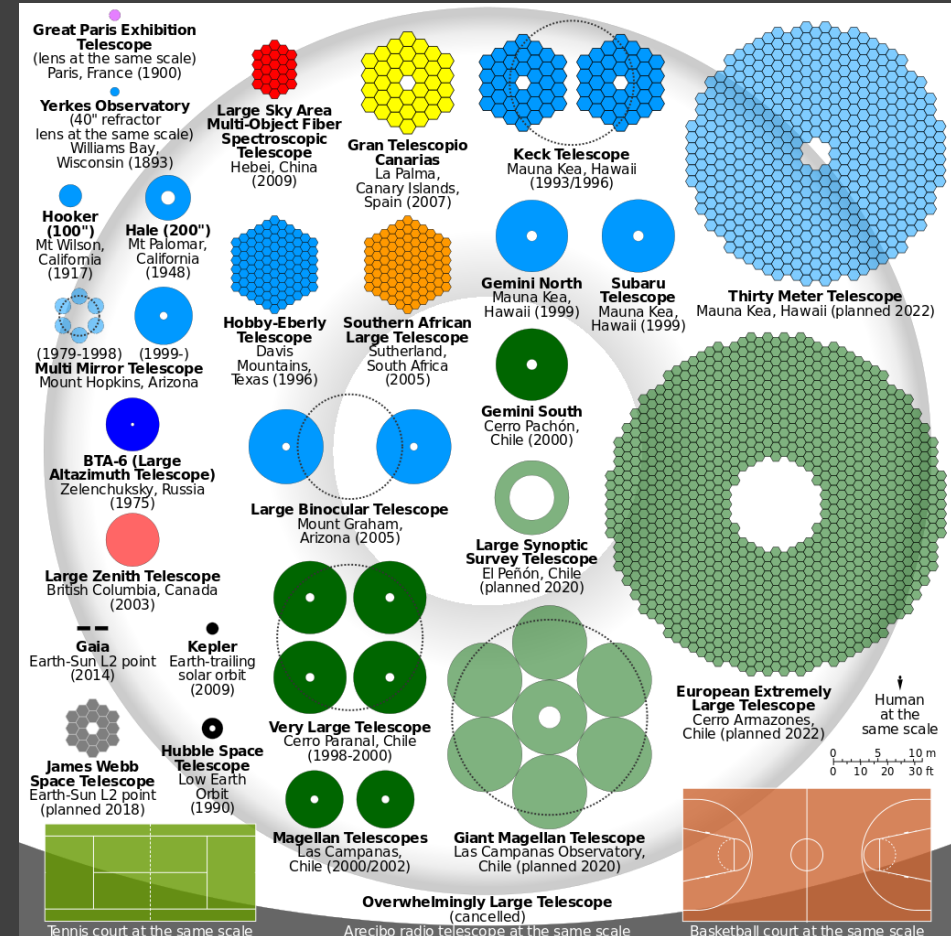 Great Paris Exhibition
Telescope
(lens at the same scale)
Paris, France (1900)
Yerkes Observatory
(40" refractor
lens at the same scale)
Williams Bay,
Wisconsin (1893)
Hooker
(100")
Mt Wilson,
California
(1917)
Hale (200")
Mt Palomar,
California
(1948)
(1979-1998) (1999-)
Multi Mirror Telescope
Mount Hopkins, Arizona
BTA-6 (Large
Altazimuth Telescope)
Zelenchuksky, Russia
(1975)
Large Zenith Telescope
British Columbia, Canada
(2003)
Gaia
Earth-Sun L2 point
(2014)
Kepler
Earth-trailing
solar orbit
(2009)
James Webb
Space Telescope
Earth-Sun L2 point
(planned 2018)
Hubble Space
Telescope
Low Earth
Orbit
(1990)
Large Sky Area
Multi-Object Fiber
Spectroscopic
Telescope
Hebei, China
(2009)
Gran Telescopio
Canarias
La Palma,
Canary Islands,
Spain (2007)
Keck Telescope
Mauna Kea, Hawaii
(1993/1996)
Hobby-Eberly
Telescope
Davis
Mountains,
Texas (1996)
Southern African
Large Telescope
Sutherland,
South Africa
(2005)
Gemini North
Mauna Kea,
Hawaii (1999)
Subaru
Telescope
Mauna Kea,
Hawaii (1999)
Thirty Meter Telescope
Mauna Kea, Hawaii (planned 2022)
Gemini South
Cerro Pachón,
Chile (2000)
Large Binocular Telescope
Mount Graham,
Arizona (2005)
Large Synoptic
Survey Telescope
El Peñón, Chile
(planned 2020)
Very Large Telescope
Cerro Paranal, Chile
(1998-2000)
Magellan Telescopes
Las Campanas,
Chile (2000/2002)
Giant Magellan Telescope
Las Campanas Observatory,
Chile (planned 2020)
European Extremely
Large Telescope
Cerro Armazones,
Chile (planned 2022)
Human
at the
same scale
0 5 10 m
0 10 20 30 ft
Overwhelmingly Large Telescope
(cancelled)
Tennis court at the same scale
Arecibo radio telescope at the same scale
Basketball court at the same scale